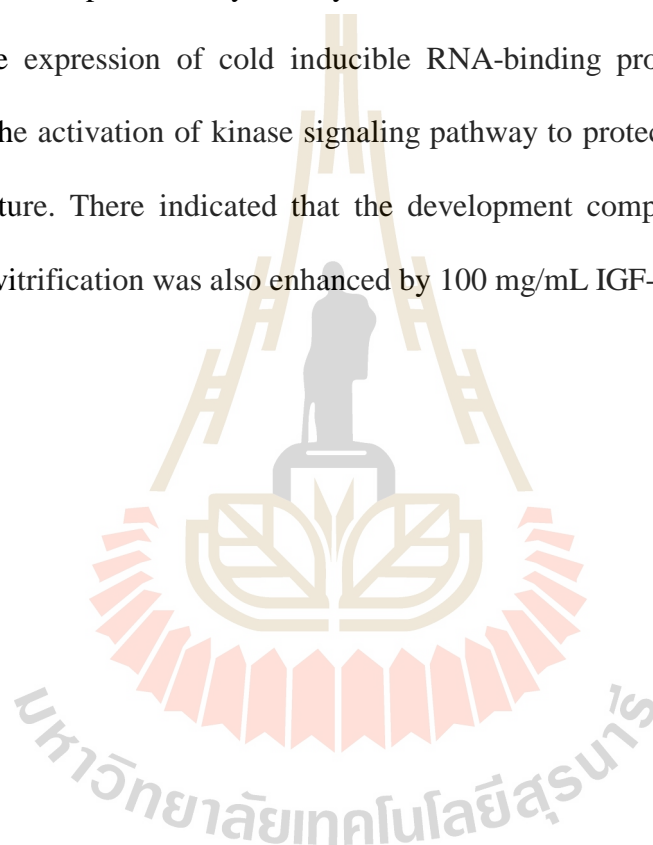 e expression of cold inducible RNA-binding pro
he activation of kinase signaling pathway to protec
ture. There indicated that the development comp
vitrification was also enhanced by 100 mg/mL IGF-
มหาวิทยาลัยเทคโนโลยีสุรนารี